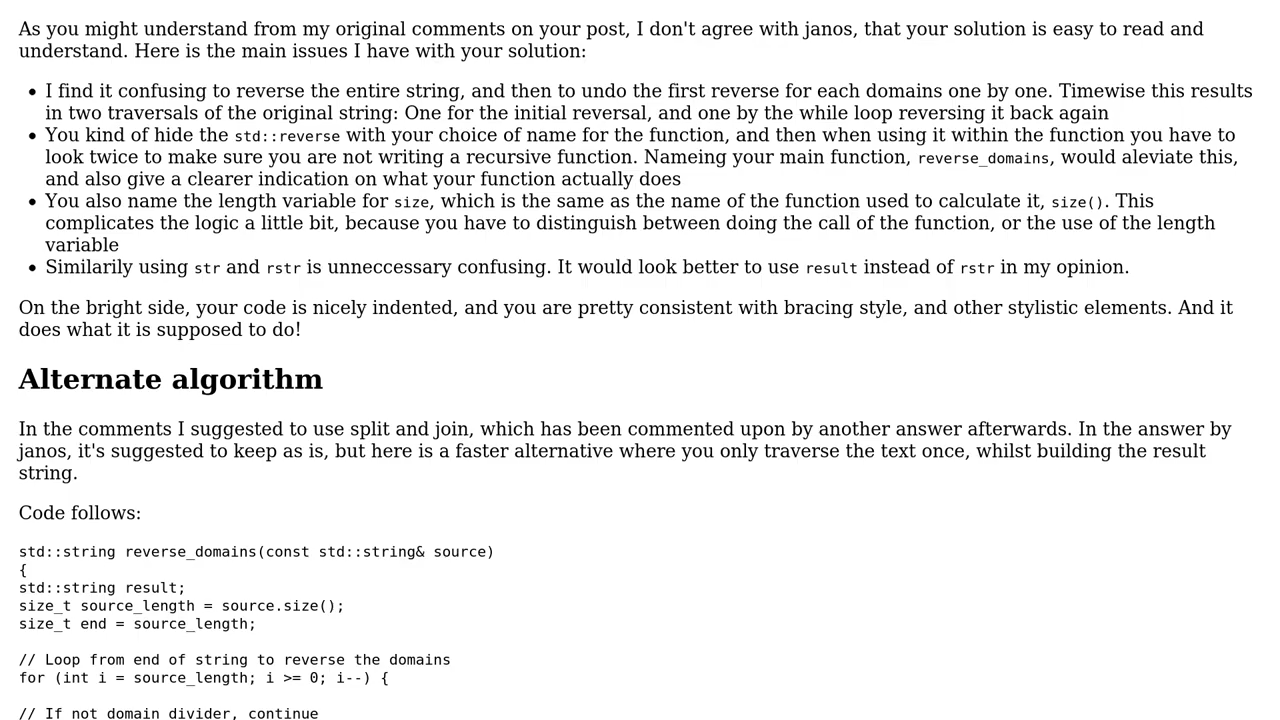 As you might understand from my original comments on your post, I don't agree with janos, that your solution is easy to read and
understand. Here is the main issues I have with your solution:
• I find it confusing to reverse the entire string, and then to undo the first reverse for each domains one by one. Timewise this results
in two traversals of the original string: One for the initial reversal, and one by the while loop reversing it back again
• You kind of hide the std::reverse with your choice of name for the function, and then when using it within the function you have to
look twice to make sure you are not writing a recursive function. Nameing your main function, reverse_domains, would aleviate this,
and also give a clearer indication on what your function actually does
• You also name the length variable for size, which is the same as the name of the function used to calculate it, size(). This
complicates the logic a little bit, because you have to distinguish between doing the call of the function, or the use of the length
variable
• Similarily using str and rstr is unneccessary confusing. It would look better to use result instead of rstr in my opinion.
On the bright side, your code is nicely indented, and you are pretty consistent with bracing style, and other stylistic elements. And it
does what it is supposed to do!
Alternate algorithm
In the comments I suggested to use split and join, which has been commented upon by another answer afterwards. In the answer by
janos, it's suggested to keep as is, but here is a faster alternative where you only traverse the text once, whilst building the result
string.
Code follows:
std::string reverse_domains(const std::string& source)
{
std::string result;
size_t source_length = source.size();
size_t end = source_length;
// Loop from end of string to reverse the domains
for (int i = source_length; i >= 0; i--) {
// If not domain divider, continue